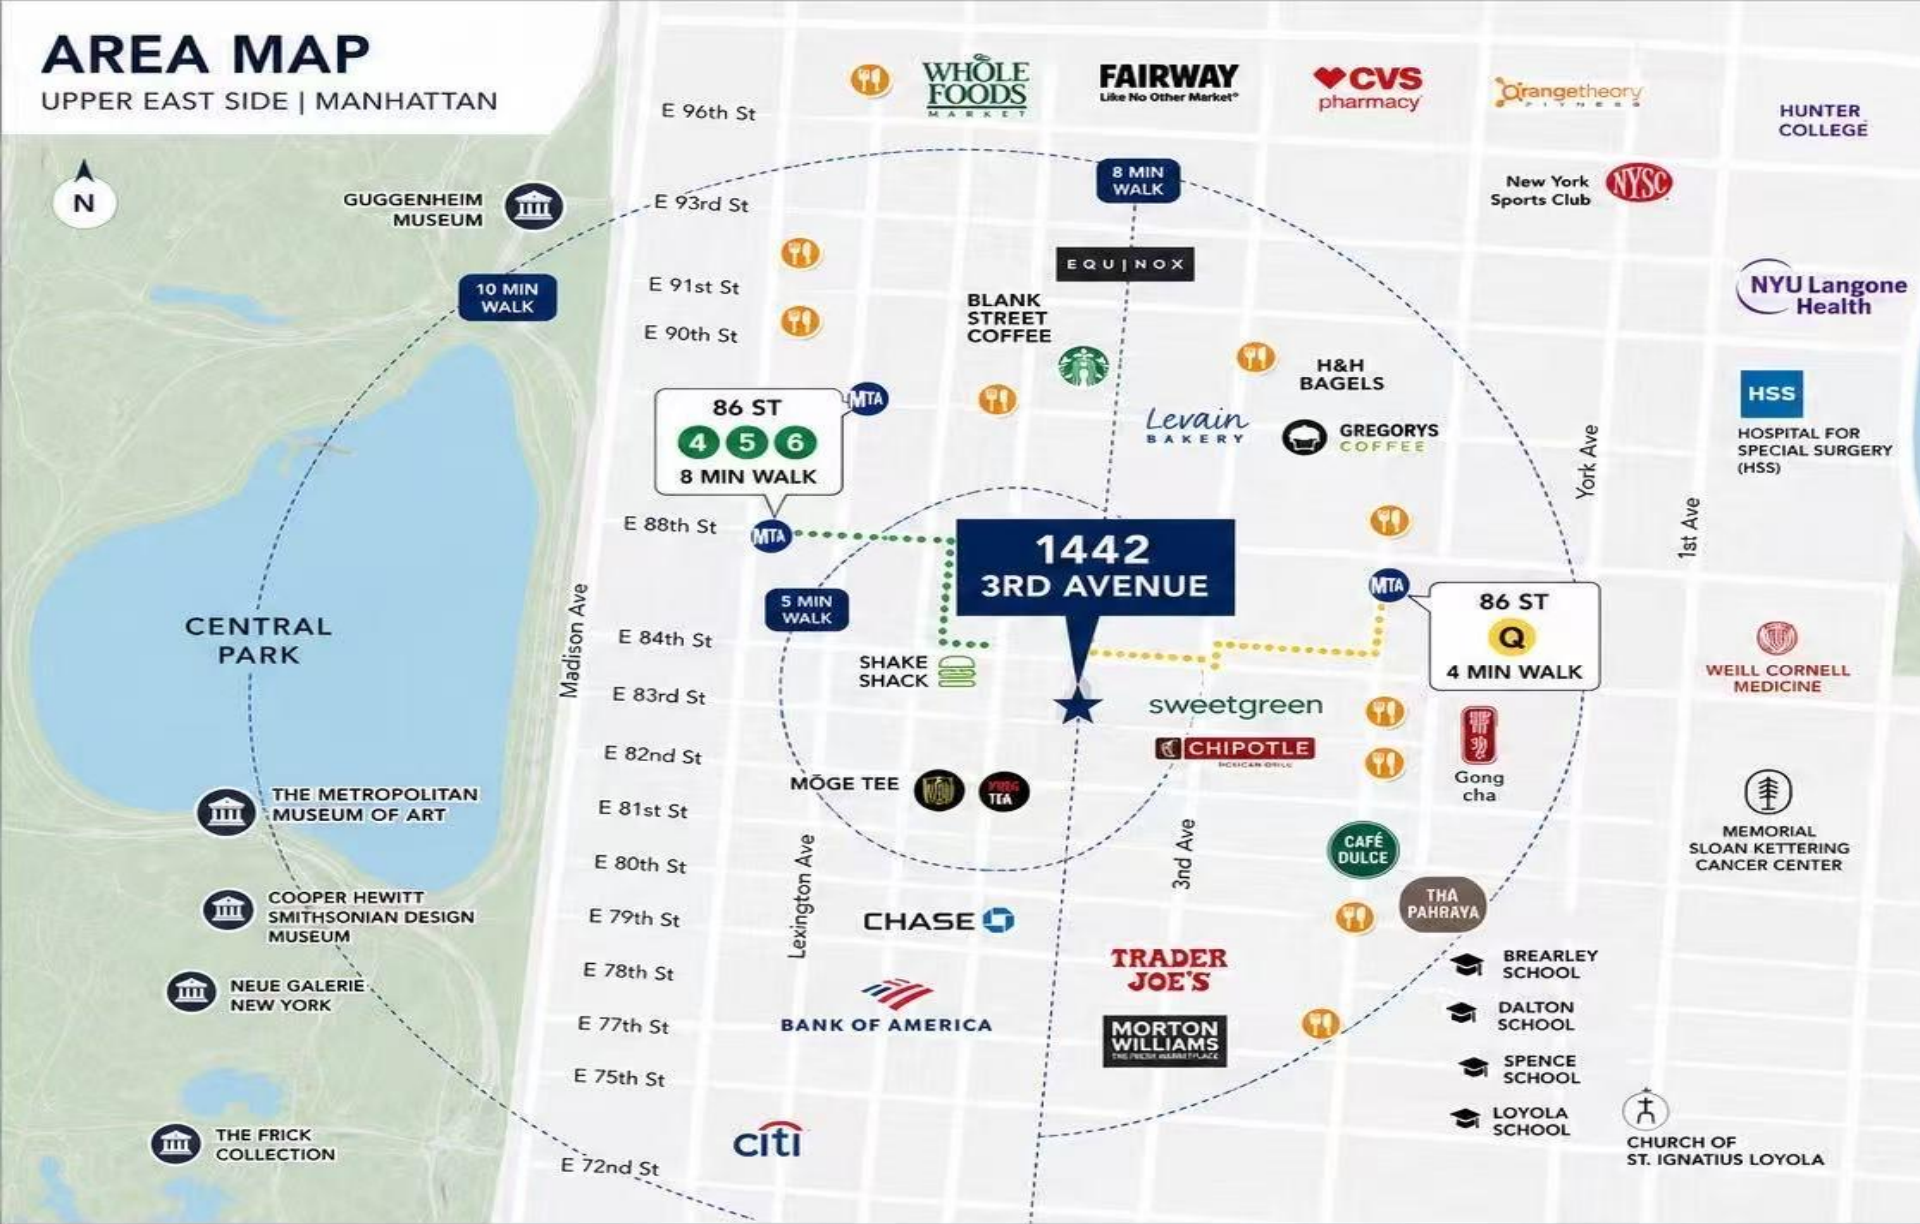 AREA MAP
UPPER EAST SIDE | MANHATTAN
N
E 96th St
WHOLE
FOODS
MARKET
FAIRWAY
Like No Other Market®
CVS
pharmacy
Orangetheory
FITNESS
HUNTER
COLLEGE
8 MIN
WALK
New York
Sports Club
NYSC
GUGGENHEIM
MUSEUM
E 93rd St
EQUINOX
10 MIN
WALK
E 91st St
E 90th St
BLANK
STREET
COFFEE
NYU Langone
Health
H&H
BAGELS
HSS
HOSPITAL FOR
SPECIAL SURGERY
(HSS)
86 ST
4 5 6
8 MIN WALK
MTA
Levain
BAKERY
GREGORYS
COFFEE
York Ave
1st Ave
E 88th St
MTA
1442
3RD AVENUE
5 MIN
WALK
MTA
86 ST
Q
4 MIN WALK
CENTRAL
PARK
Madison Ave
E 84th St
SHAKE
SHACK
E 83rd St
sweetgreen
WEILL CORNELL
MEDICINE
E 82nd St
CHIPOTLE
MEXICAN GRILL
MŌGE TEE
TEA
Gong
cha
THE METROPOLITAN
MUSEUM OF ART
E 81st St
E 80th St
Lexington Ave
3nd Ave
CAFÉ
DULCE
MEMORIAL
SLOAN KETTERING
CANCER CENTER
COOPER HEWITT
SMITHSONIAN DESIGN
MUSEUM
E 79th St
CHASE
THA
PAHRAYA
E 78th St
TRADER
JOE'S
BREARLEY
SCHOOL
NEUE GALERIE
NEW YORK
E 77th St
BANK OF AMERICA
MORTON
WILLIAMS
THE FRESH MARKETPLACE
DALTON
SCHOOL
E 75th St
SPENCE
SCHOOL
THE FRICK
COLLECTION
citi
LOYOLA
SCHOOL
E 72nd St
CHURCH OF
ST. IGNATIUS LOYOLA